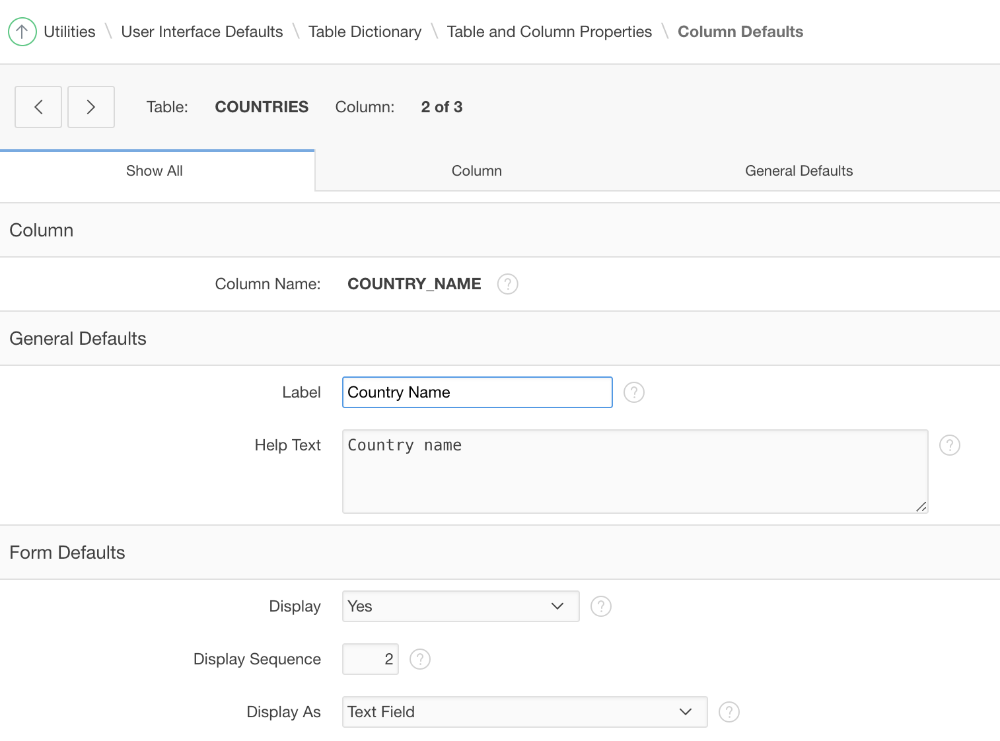 Utilities \ User Interface Defaults \ Table Dictionary \ Table and Column Properties \ Column Defaults
Table: COUNTRIES Column: 2 of 3
Show All Column General Defaults
Column
Column Name: COUNTRY_NAME ?
General Defaults
Label Country Name ?
Help Text Country name ?
Form Defaults
Display Yes ?
Display Sequence 2 ?
Display As Text Field ?